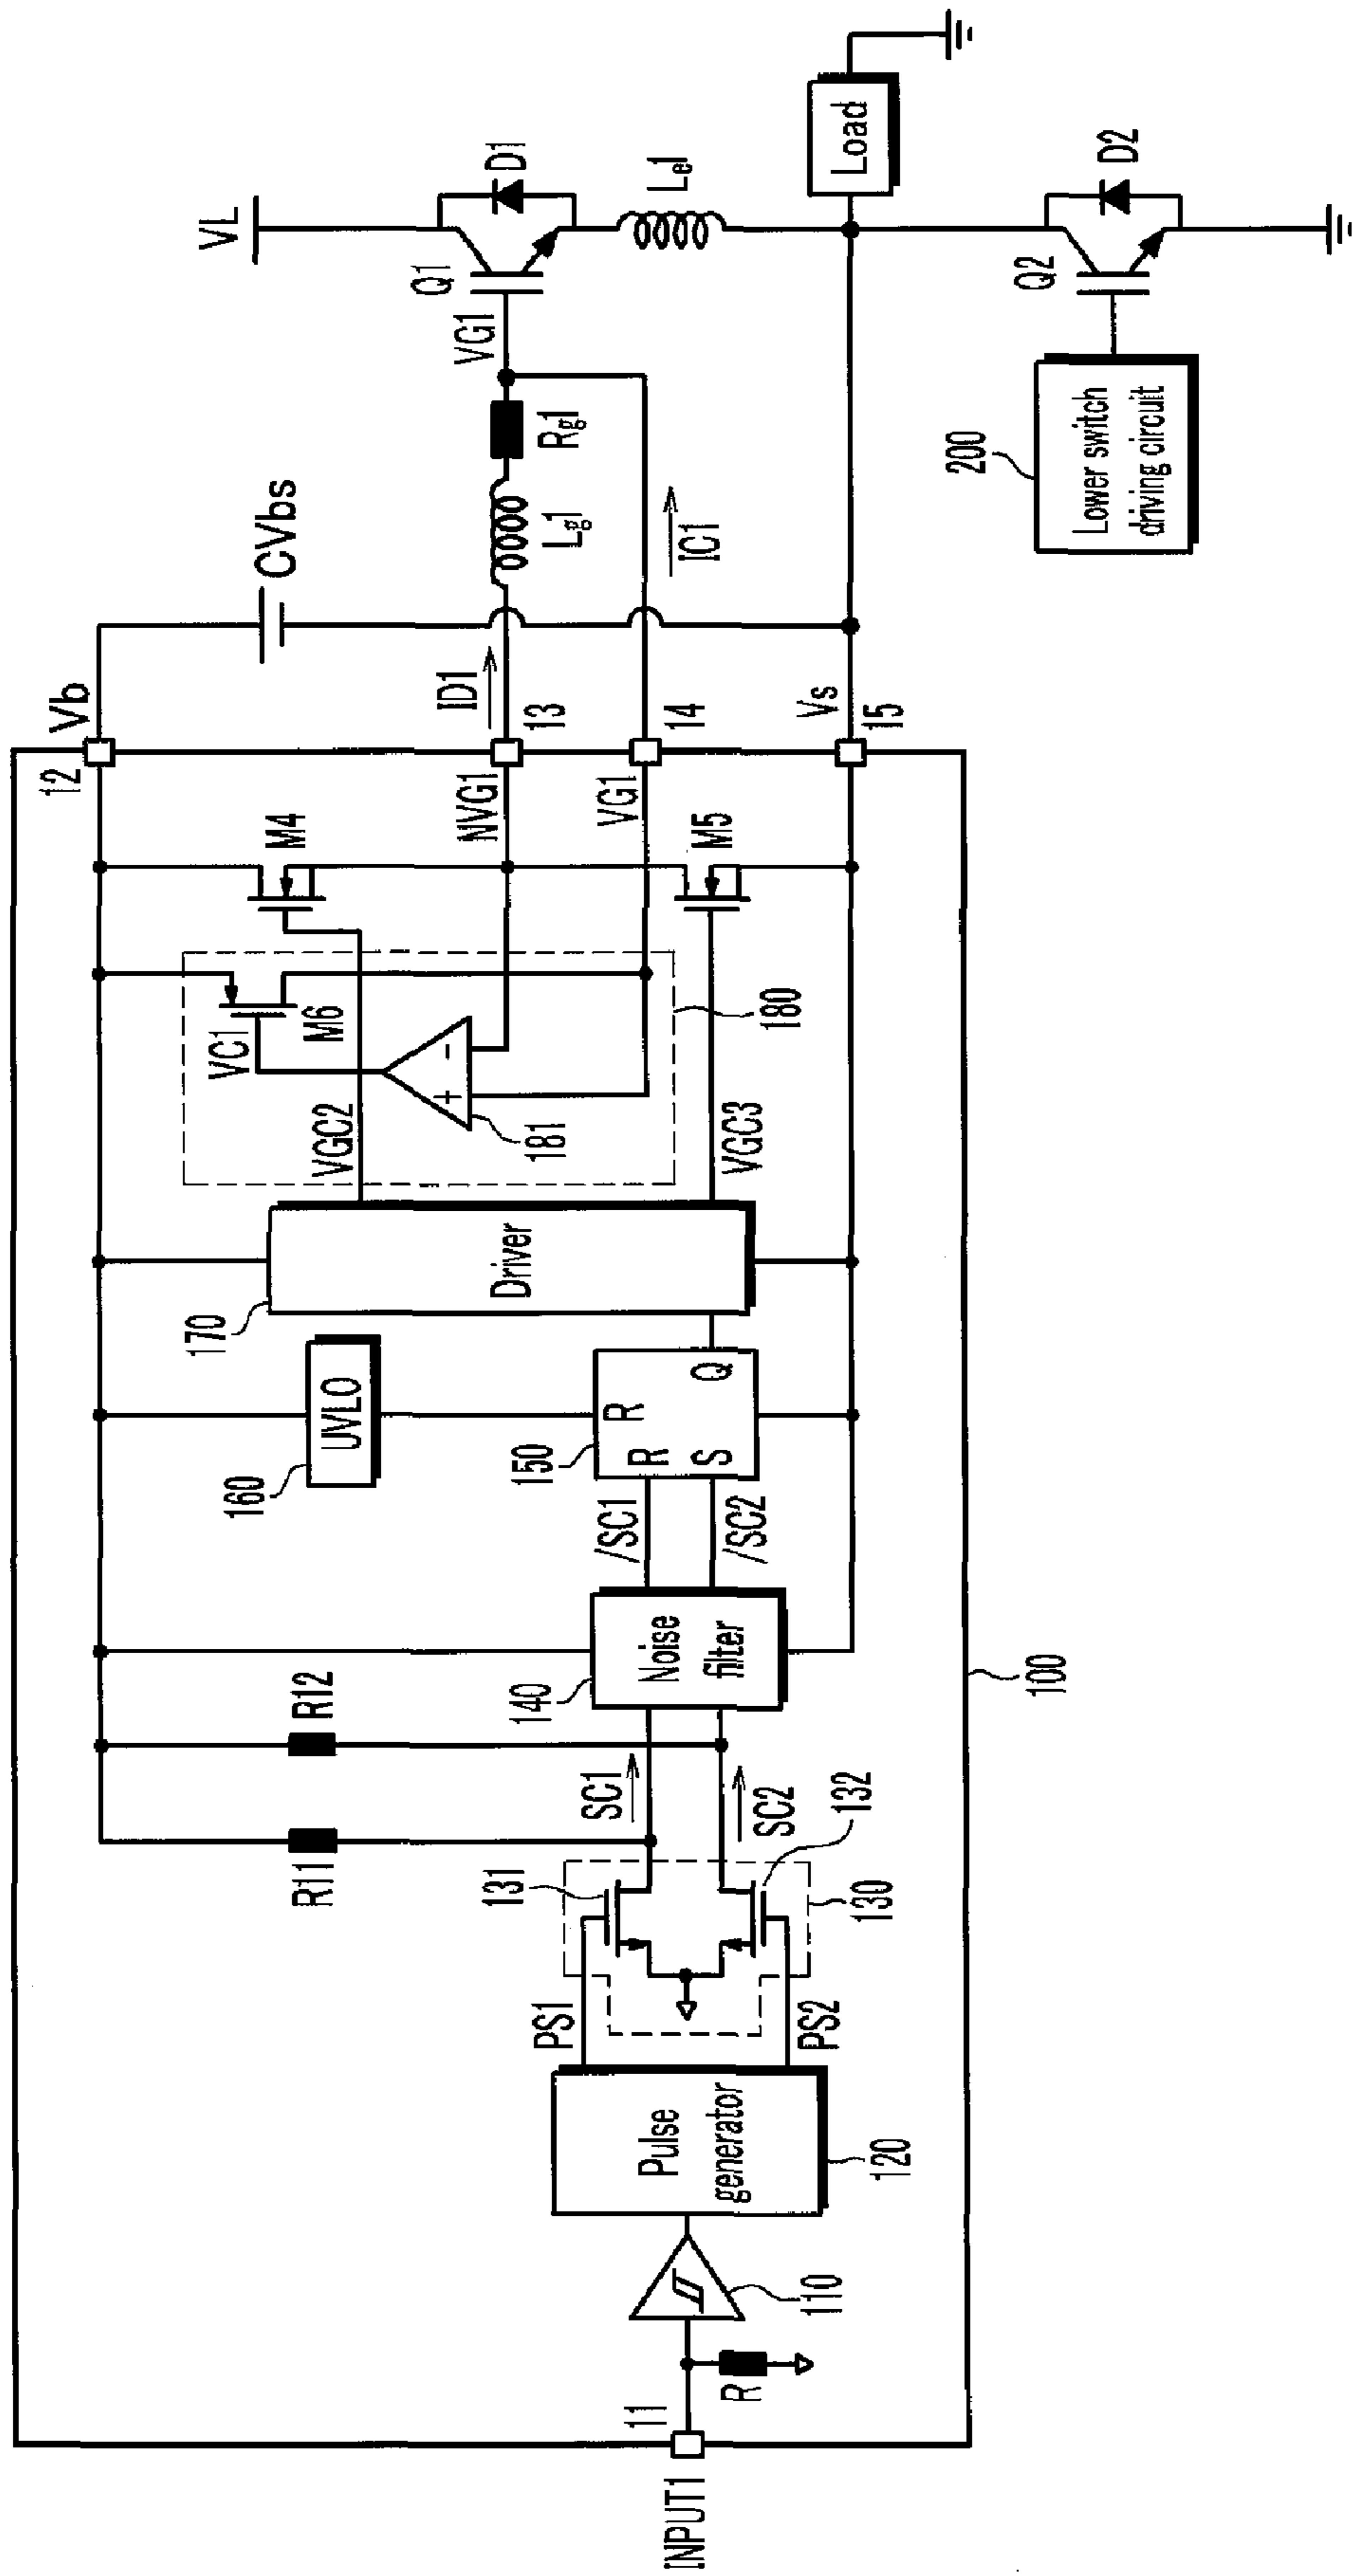 INPUT1
11
R
110
Pulse
generator
120
PS1
PS2
131
132
130
R11
R12
SC1
SC2
Noise
filter
140
/SC1
/SC2
160
UVLO
150
R
R
S
Q
170
Driver
VGC2
VGC3
181
+
-
VC1
M6
180
M4
M5
NVG1
VG1
100
12
Vb
13
14
15
Vs
ID1
IC1
CVbs
Lg1
Rg1
VG1
VL
Q1
D1
Le1
Load
Q2
D2
200
Lower switch
driving circuit